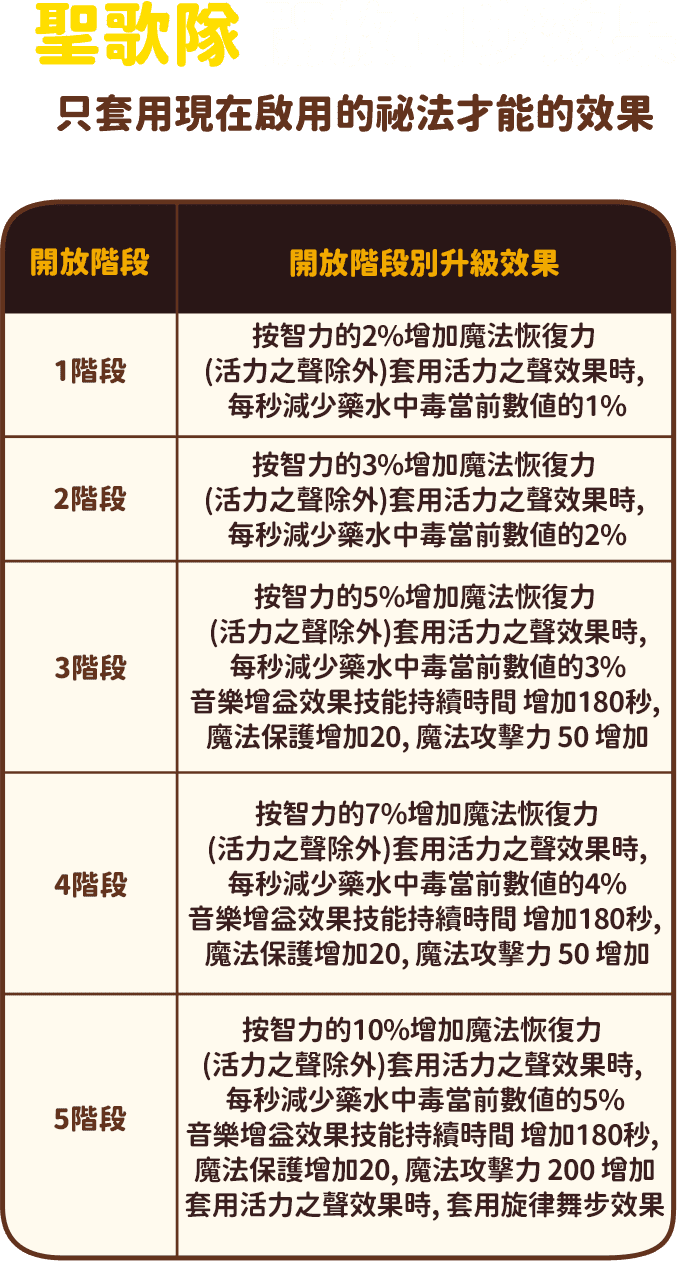 聖歌隊
只套用現在啟用的祕法才能的效果
開放階段
開放階段別升級效果
1階段
按智力的2%增加魔法恢復力
(活力之聲除外)套用活力之聲效果時,
每秒減少藥水中毒當前數值的1%
2階段
按智力的3%增加魔法恢復力
(活力之聲除外)套用活力之聲效果時,
每秒減少藥水中毒當前數值的2%
3階段
按智力的5%增加魔法恢復力
(活力之聲除外)套用活力之聲效果時,
每秒減少藥水中毒當前數值的3%
音樂增益效果技能持續時間 增加180秒,
魔法保護增加20, 魔法攻擊力 50 增加
4階段
按智力的7%增加魔法恢復力
(活力之聲除外)套用活力之聲效果時,
每秒減少藥水中毒當前數值的4%
音樂增益效果技能持續時間 增加180秒,
魔法保護增加20, 魔法攻擊力 50 增加
5階段
按智力的10%增加魔法恢復力
(活力之聲除外)套用活力之聲效果時,
每秒減少藥水中毒當前數值的5%
音樂增益效果技能持續時間 增加180秒,
魔法保護增加20, 魔法攻擊力 200 增加
套用活力之聲效果時, 套用旋律舞步效果